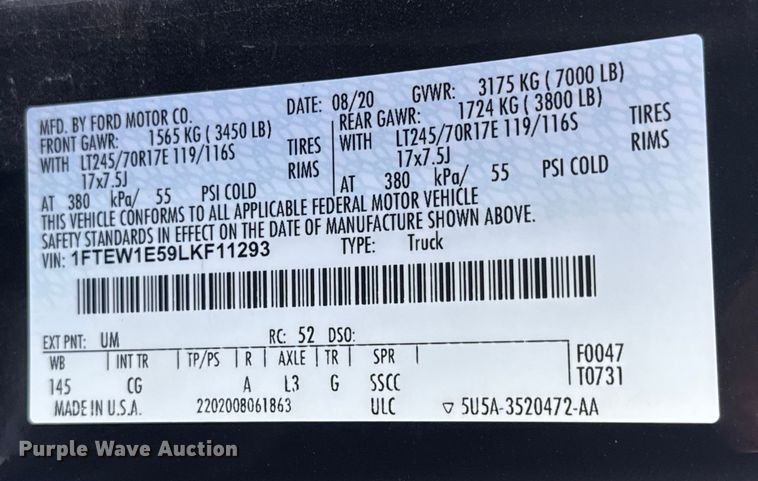 MFD. BY FORD MOTOR CO. DATE: 08/20 GVWR: 3175 KG ( 7000 LB)
FRONT GAWR: 1565 KG ( 3450 LB) REAR GAWR: 1724 KG ( 3800 LB)
WITH LT245/70R17E 119/116S TIRES WITH LT245/70R17E 119/116S TIRES
17x7.5J RIMS 17x7.5J RIMS
AT 380 kPa/ 55 PSI COLD AT 380 kPa/ 55 PSI COLD
THIS VEHICLE CONFORMS TO ALL APPLICABLE FEDERAL MOTOR VEHICLE
SAFETY STANDARDS IN EFFECT ON THE DATE OF MANUFACTURE SHOWN ABOVE.
VIN: 1FTEW1E59LKF11293 TYPE: Truck
EXT PNT: UM RC: 52 DSO:
WB INT TR TP/PS R AXLE TR SPR F0047
145 CG A L3 G SSCC T0731
MADE IN U.S.A. 2202008061863 ULC ▽ 5U5A-3520472-AA
Purple Wave Auction